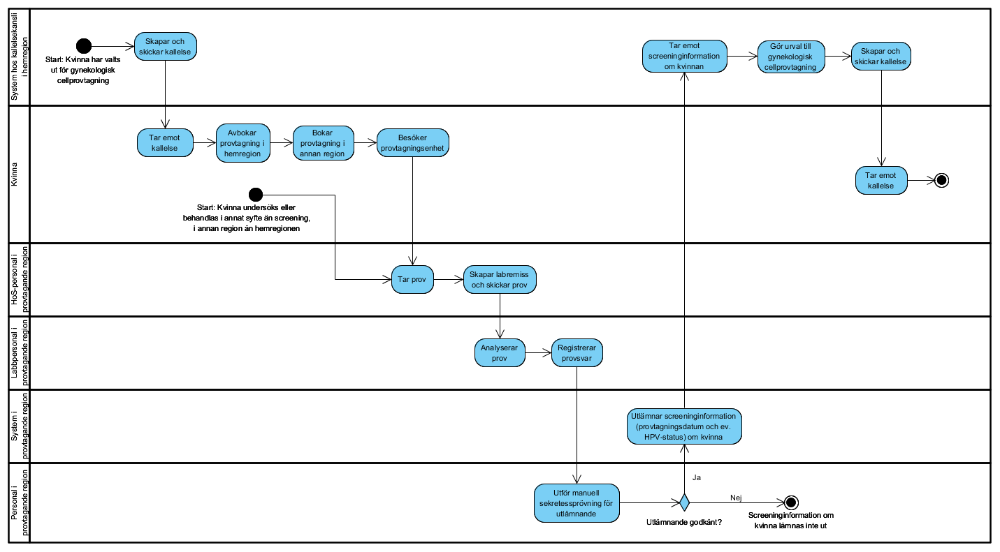 System hos kallelsekansli
i hemregion
Start: Kvinna har valts
ut för gynekologisk
cellprovtagning
Skapar och
skickar kallelse
Tar emot
screeninginformation
om kvinnan
Gör urval till
gynekologisk
cellprovtagning
Skapar och
skickar kallelse
Kvinna
Tar emot
kallelse
Avbokar
provtagning i
hemregion
Bokar
provtagning i
annan region
Besöker
provtagningsenhet
Start: Kvinna undersöks eller
behandlas i annat syfte än screening,
i annan region än hemregionen
Tar emot
kallelse
HoS-personal i
provtagande region
Tar prov
Skapar labremiss
och skickar prov
Labbpersonal i
provtagande region
Analyserar
prov
Registrerar
provsvar
System i
provtagande region
Utlämnar screeninginformation
(provtagningsdatum och ev.
HPV-status) om kvinna
Personal i
provtagande region
Utför manuell
sekretessprövning för
utlämnande
Ja
Nej
Utlämnande godkänt?
Screeninginformation om
kvinna lämnas inte ut